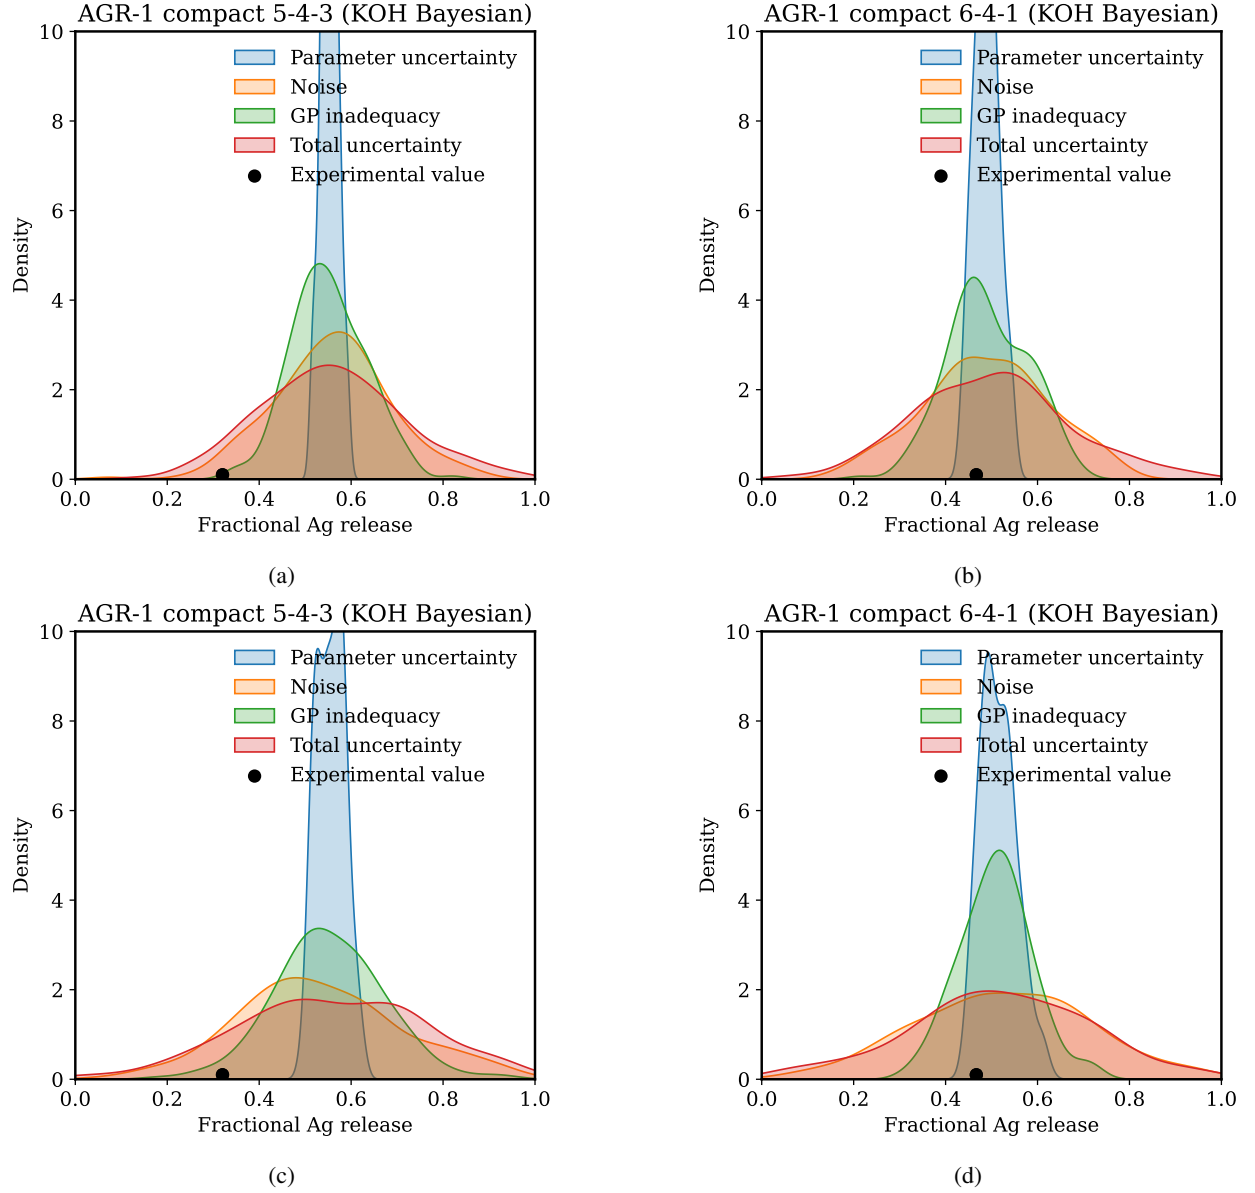 AGR-1 compact 5-4-3 (KOH Bayesian)
10
8
6
4
2
0
Density
Parameter uncertainty
Noise
GP inadequacy
Total uncertainty
Experimental value
0.0 0.2 0.4 0.6 0.8 1.0
Fractional Ag release
(a)
AGR-1 compact 6-4-1 (KOH Bayesian)
10
8
6
4
2
0
Density
Parameter uncertainty
Noise
GP inadequacy
Total uncertainty
Experimental value
0.0 0.2 0.4 0.6 0.8 1.0
Fractional Ag release
(b)
AGR-1 compact 5-4-3 (KOH Bayesian)
10
8
6
4
2
0
Density
Parameter uncertainty
Noise
GP inadequacy
Total uncertainty
Experimental value
0.0 0.2 0.4 0.6 0.8 1.0
Fractional Ag release
(c)
AGR-1 compact 6-4-1 (KOH Bayesian)
10
8
6
4
2
0
Density
Parameter uncertainty
Noise
GP inadequacy
Total uncertainty
Experimental value
0.0 0.2 0.4 0.6 0.8 1.0
Fractional Ag release
(d)